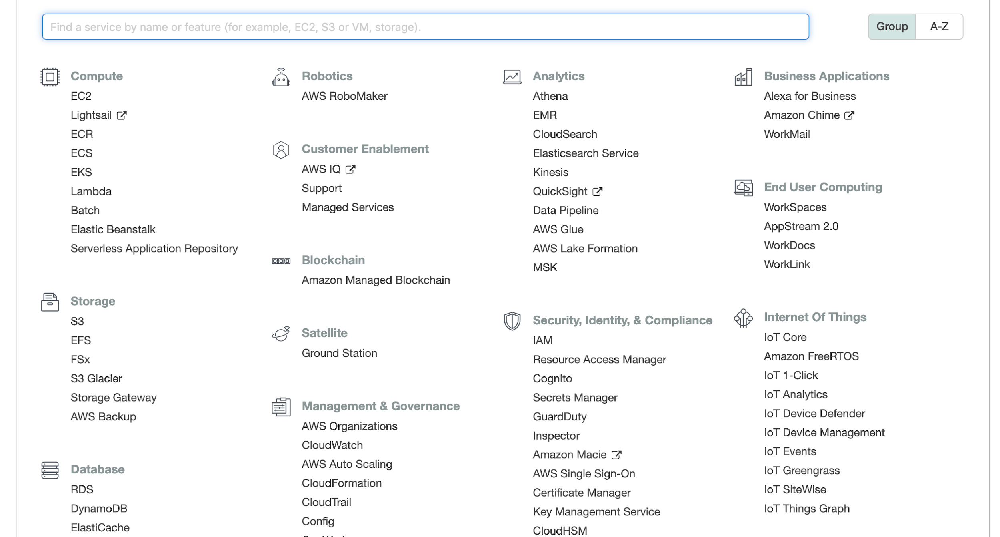 Find a service by name or feature (for example, EC2, S3 or VM, storage).
Group
A-Z
Compute
EC2
Lightsail
ECR
ECS
EKS
Lambda
Batch
Elastic Beanstalk
Serverless Application Repository
Storage
S3
EFS
FSx
S3 Glacier
Storage Gateway
AWS Backup
Database
RDS
DynamoDB
ElastiCache
Robotics
AWS RoboMaker
Customer Enablement
AWS IQ
Support
Managed Services
Blockchain
Amazon Managed Blockchain
Satellite
Ground Station
Management & Governance
AWS Organizations
CloudWatch
AWS Auto Scaling
CloudFormation
CloudTrail
Config
Analytics
Athena
EMR
CloudSearch
Elasticsearch Service
Kinesis
QuickSight
Data Pipeline
AWS Glue
AWS Lake Formation
MSK
Security, Identity, & Compliance
IAM
Resource Access Manager
Cognito
Secrets Manager
GuardDuty
Inspector
Amazon Macie
AWS Single Sign-On
Certificate Manager
Key Management Service
CloudHSM
Business Applications
Alexa for Business
Amazon Chime
WorkMail
End User Computing
WorkSpaces
AppStream 2.0
WorkDocs
WorkLink
Internet Of Things
IoT Core
Amazon FreeRTOS
IoT 1-Click
IoT Analytics
IoT Device Defender
IoT Device Management
IoT Events
IoT Greengrass
IoT SiteWise
IoT Things Graph